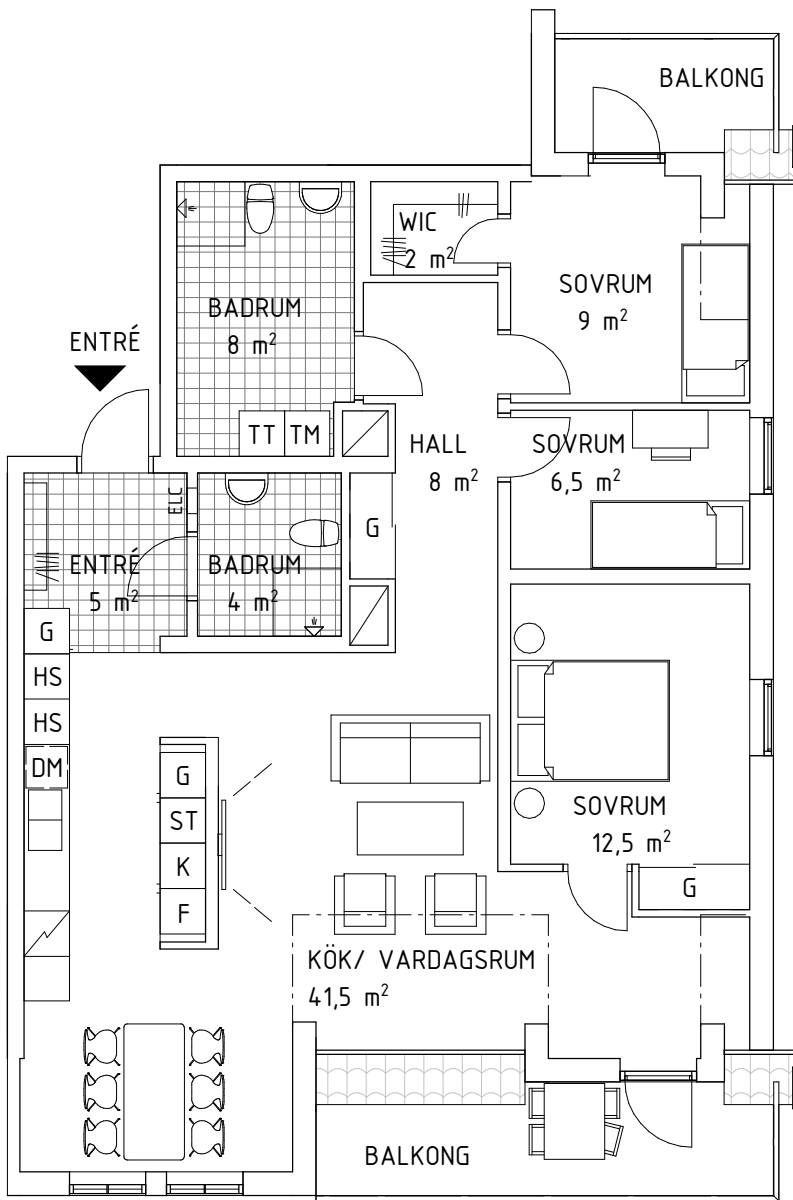 BALKONG
WIC
2 m²
SOVRUM
9 m²
BADRUM
8 m²
ENTRÉ
TT TM
HALL
8 m²
SOVRUM
6,5 m²
ELC
G
ENTRÉ
5 m²
BADRUM
4 m²
G
HS
HS
DM
G
ST
K
F
SOVRUM
12,5 m²
G
KÖK/ VARDAGSRUM
41,5 m²
BALKONG